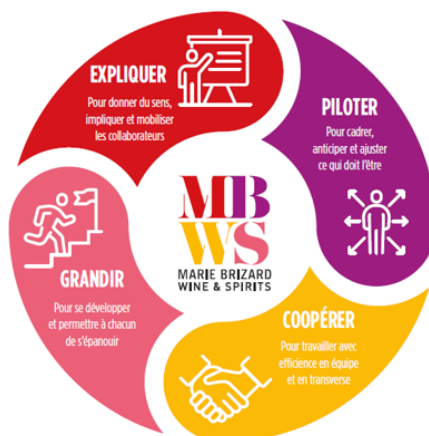 EXPLIQUER
Pour donner du sens,
impliquer et mobiliser
les collaborateurs
PILOTER
Pour cadrer,
anticiper et ajuster
ce qui doit l'être
COOPÉRER
Pour travailler avec
efficience en équipe
et en transverse
GRANDIR
Pour se développer
et permettre à chacun
de s'épanouir
MB
WS
MARIE BRIZARD
WINE & SPIRITS